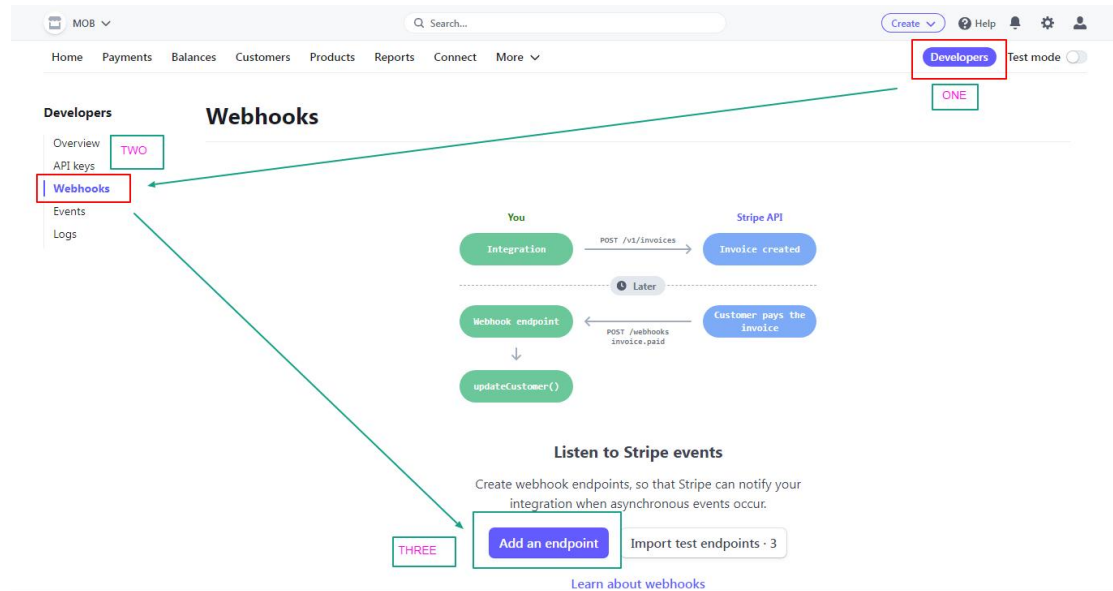 MOB
Search...
Create
Help
Home Payments Balances Customers Products Reports Connect More
Developers
Test mode
ONE
Developers
Webhooks
Overview
TWO
API keys
Webhooks
Events
Logs
You
Stripe API
Integration
POST /v1/invoices
Invoice created
Later
Webhook endpoint
POST /webhooks
invoice.paid
Customer pays the
invoice
updateCustomer()
Listen to Stripe events
Create webhook endpoints, so that Stripe can notify your
integration when asynchronous events occur.
THREE
Add an endpoint
Import test endpoints · 3
Learn about webhooks